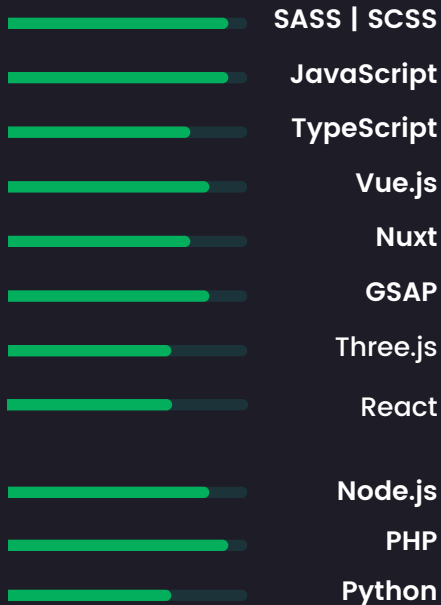 SASS | SCSS
JavaScript
TypeScript
Vue.js
Nuxt
GSAP
Three.js
React
Node.js
PHP
Python